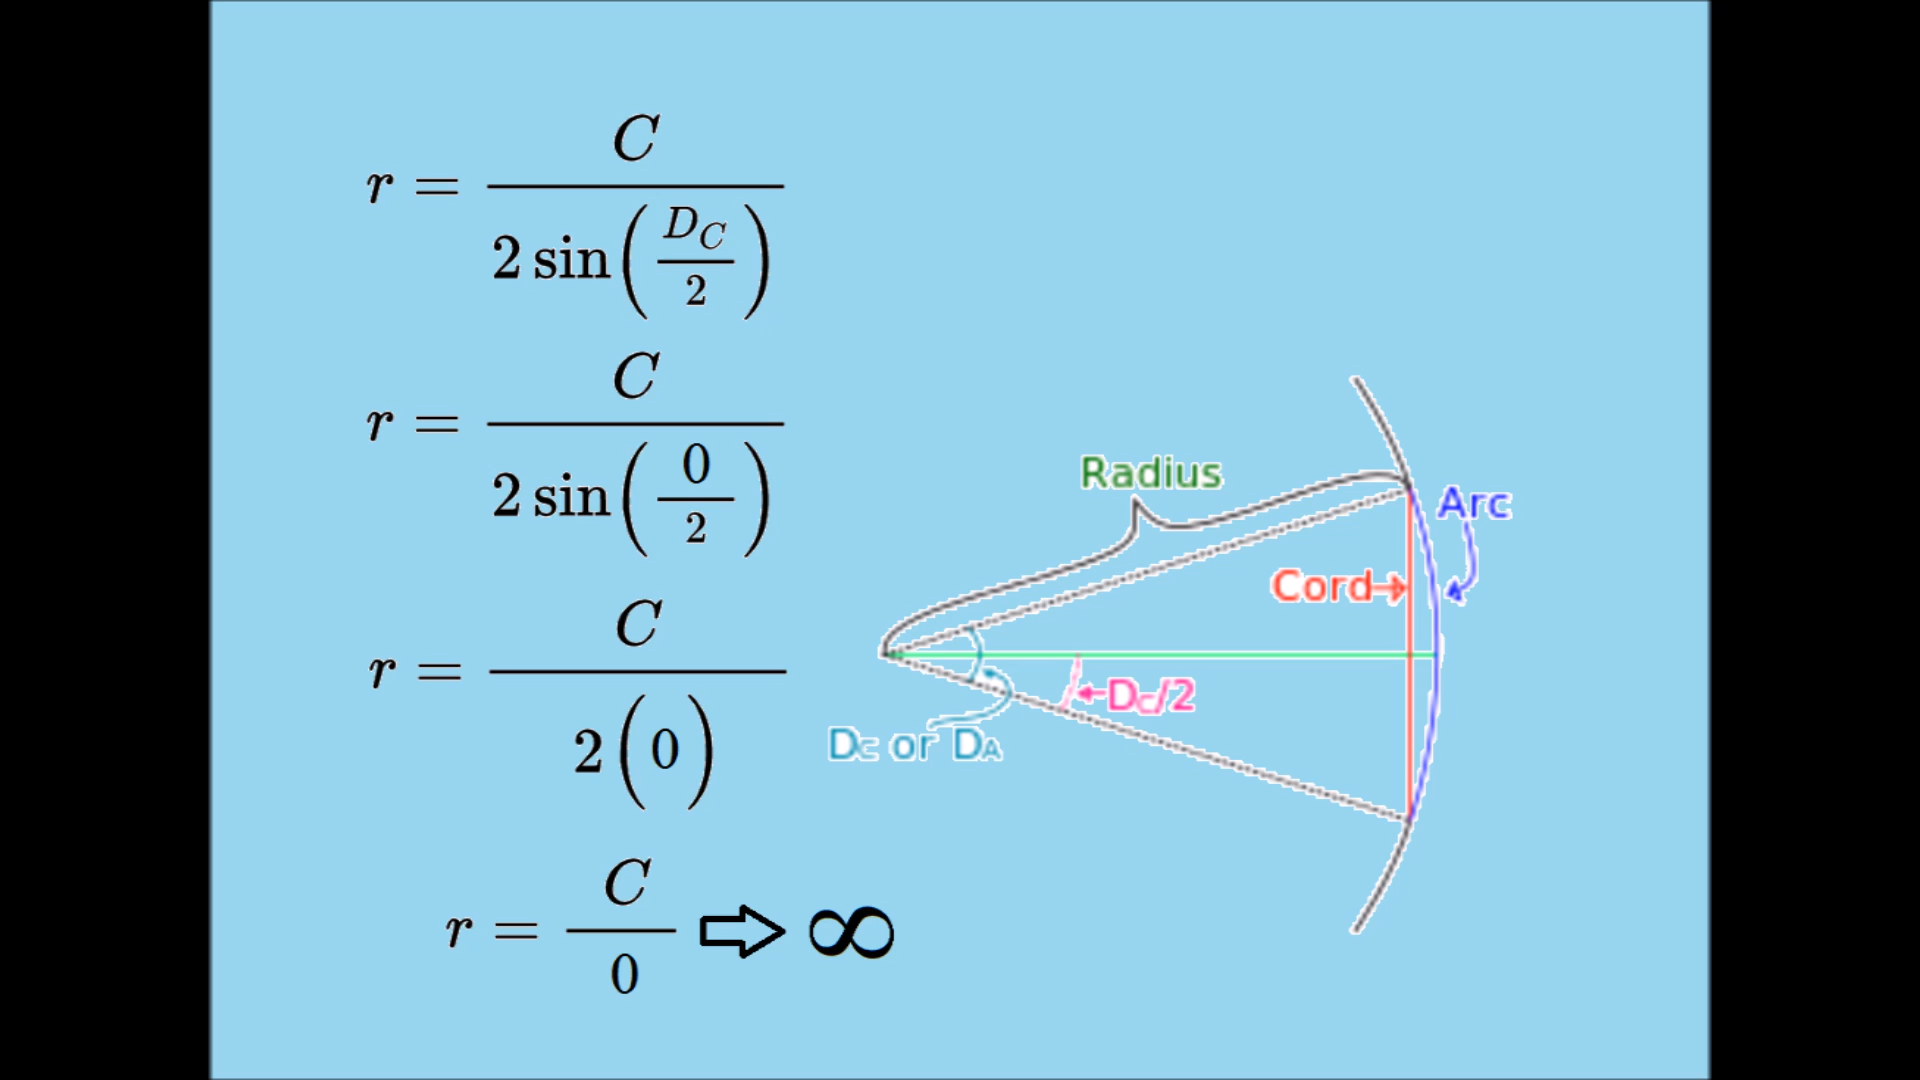 r = C / (2 sin(D_C / 2))
r = C / (2 sin(0 / 2))
r = C / (2(0))
r = C / 0 ⇨ ∞
Radius
Arc
Cord→
←Dc/2
Dc or DA